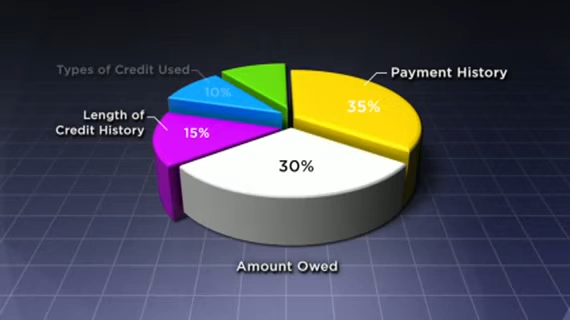 Types of Credit Used
10%
Payment History
35%
Length of
Credit History
15%
30%
Amount Owed